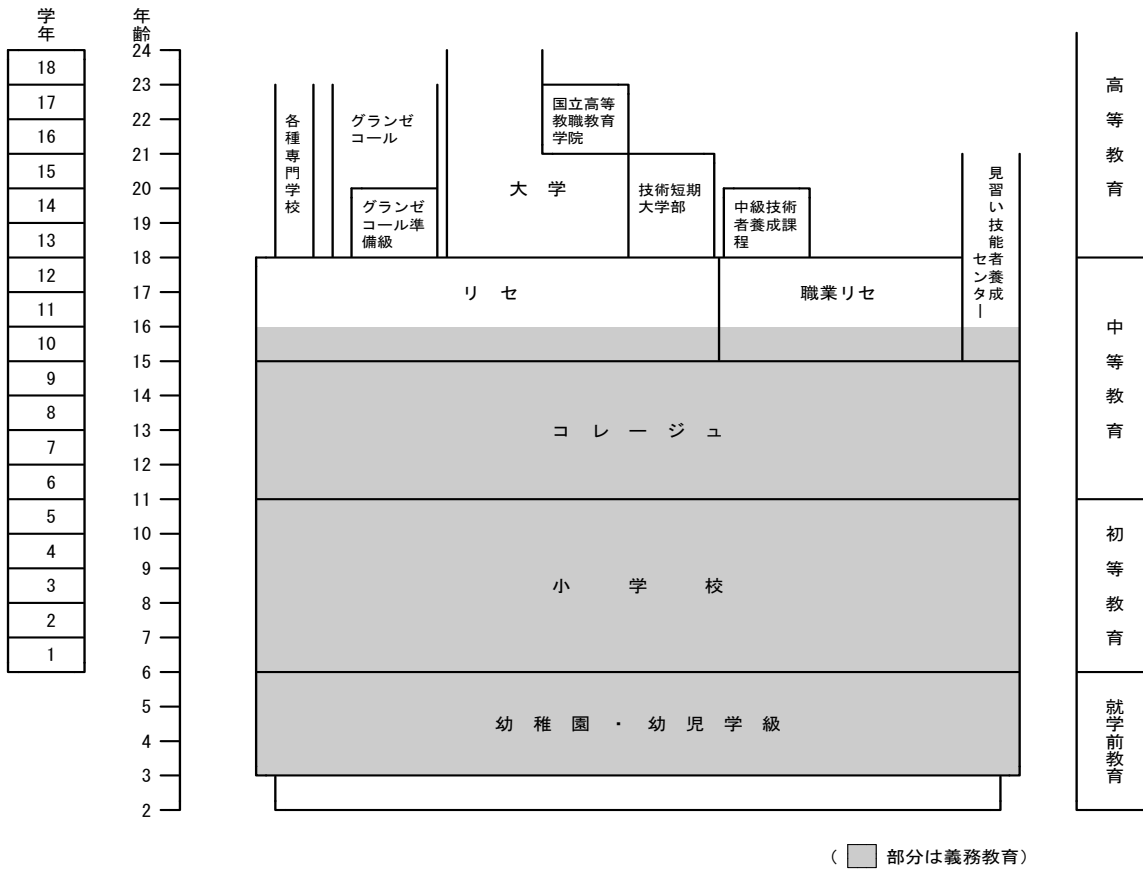 学年
年齢
18
17
16
15
14
13
12
11
10
9
8
7
6
5
4
3
2
1
24
23
22
21
20
19
18
17
16
15
14
13
12
11
10
9
8
7
6
5
4
3
2
各種専門学校
グランゼ
コール
グランゼ
コール準
備級
大学
国立高等
教職教育
学院
技術短期
大学部
中級技術
者養成課
程
見習い技能者養成
センター
リセ
職業リセ
コレージュ
小学校
幼稚園・幼児学級
高等教育
中等教育
初等教育
就学前教育
( 部分は義務教育)